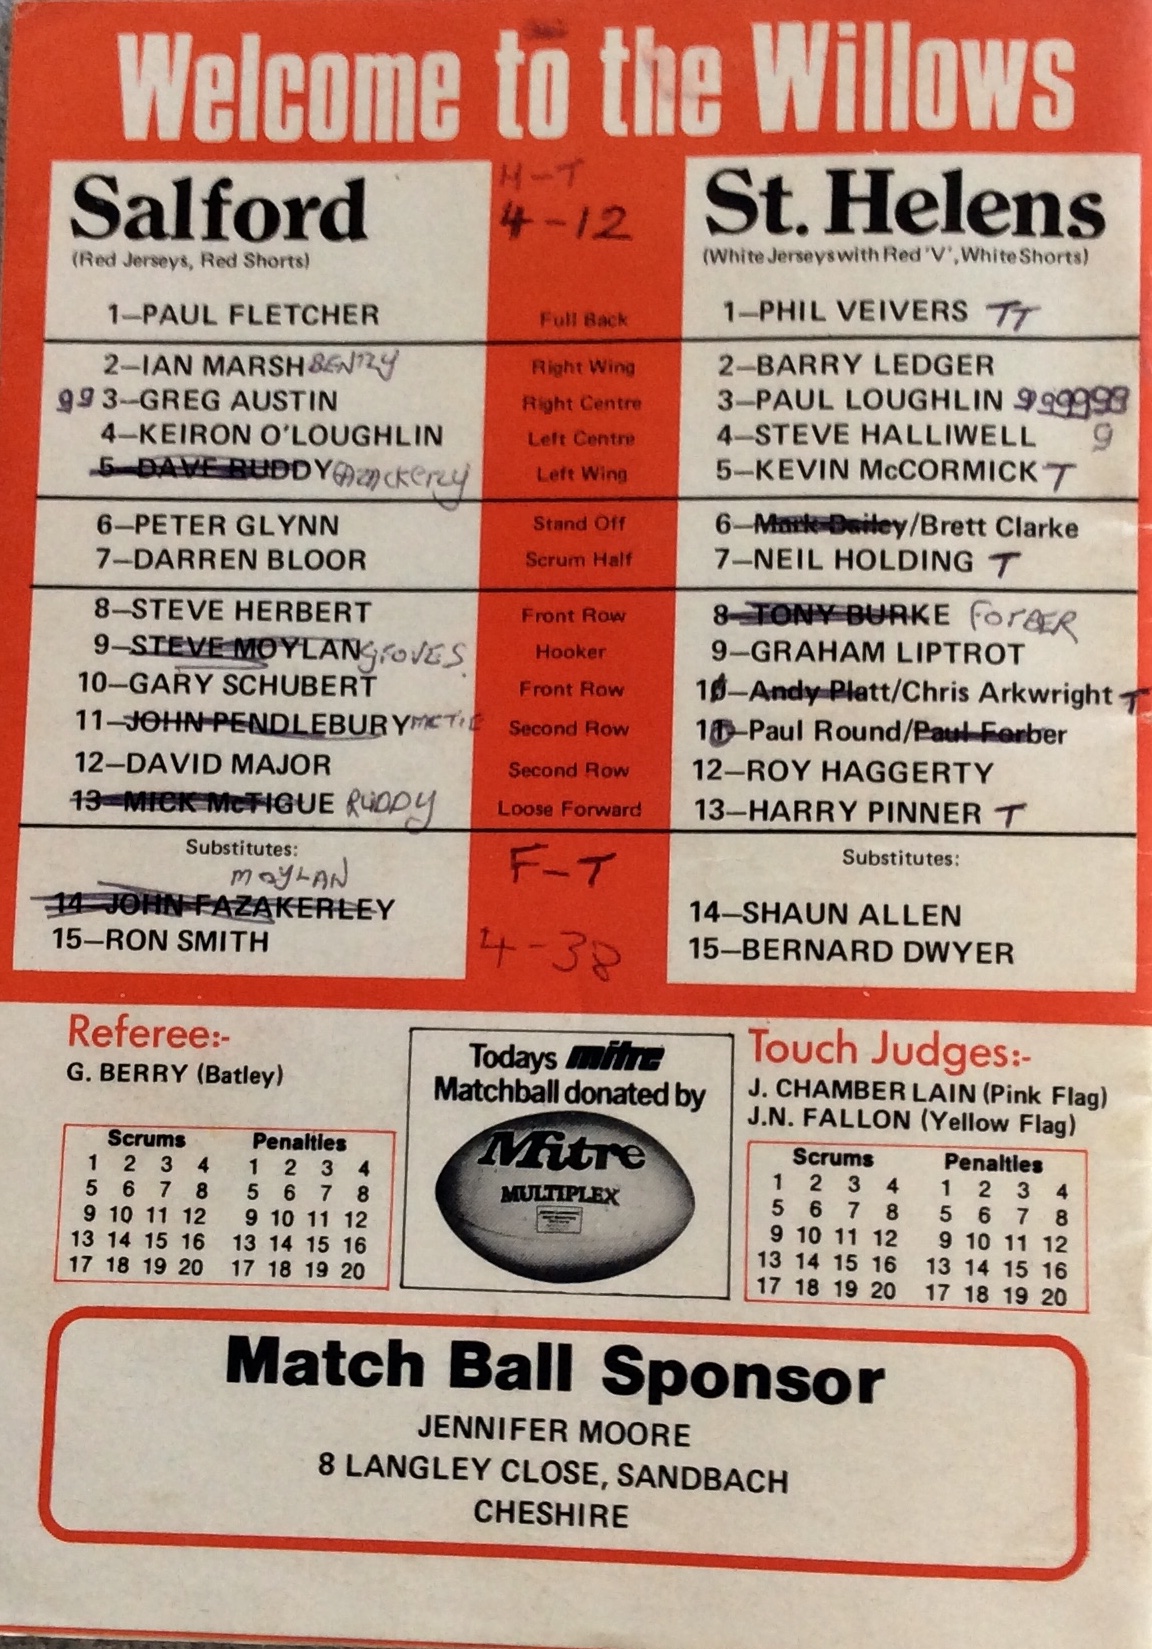 Welcome to the Willows
Salford
(Red Jerseys, Red Shorts)
H-T
4-12
St. Helens
(White Jerseys with Red 'V', White Shorts)
1—PAUL FLETCHER Full Back 1—PHIL VEIVERS TT
2—IAN MARSH BENTLY Right Wing 2—BARRY LEDGER
gg 3—GREG AUSTIN Right Centre 3—PAUL LOUGHLIN
4—KEIRON O'LOUGHLIN Left Centre 4—STEVE HALLIWELL g
5—DAVE RUDDY Left Wing 5—KEVIN McCORMICK T
6—PETER GLYNN Stand Off 6—Mark Bailey/Brett Clarke
7—DARREN BLOOR Scrum Half 7—NEIL HOLDING T
8—STEVE HERBERT Front Row 8—TONY BURKE ForBER
9—STEVE MOYLAN GrOVES Hooker 9—GRAHAM LIPTROT
10—GARY SCHUBERT Front Row 10—Andy Platt/Chris Arkwright T
11—JOHN PENDLEBURY McTIG Second Row 11—Paul Round/Paul Forber
12—DAVID MAJOR Second Row 12—ROY HAGGERTY
13—MICK McTIGUE RUDDY Loose Forward 13—HARRY PINNER T
Substitutes: F-T Substitutes:
MOYLAN
14—JOHN FAZAKERLEY 14—SHAUN ALLEN
15—RON SMITH 4-38 15—BERNARD DWYER
Referee:-
G. BERRY (Batley)
Todays mitre
Matchball donated by
Mitre
MULTIPLEX
Touch Judges:-
J. CHAMBERLAIN (Pink Flag)
J.N. FALLON (Yellow Flag)
Scrums Penalties
1 2 3 4 1 2 3 4
5 6 7 8 5 6 7 8
9 10 11 12 9 10 11 12
13 14 15 16 13 14 15 16
17 18 19 20 17 18 19 20
Scrums Penalties
1 2 3 4 1 2 3 4
5 6 7 8 5 6 7 8
9 10 11 12 9 10 11 12
13 14 15 16 13 14 15 16
17 18 19 20 17 18 19 20
Match Ball Sponsor
JENNIFER MOORE
8 LANGLEY CLOSE, SANDBACH
CHESHIRE